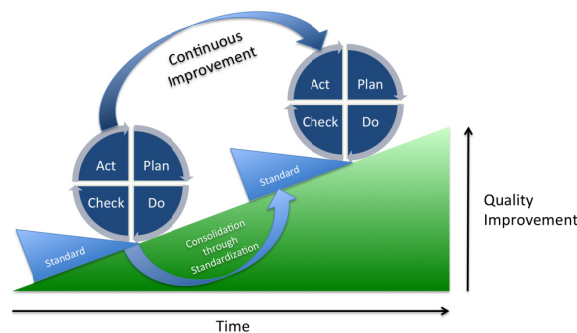 Continuous
Improvement
Act
Plan
Check
Do
Act
Plan
Check
Do
Standard
Standard
Consolidation
through
Standardization
Quality
Improvement
Time